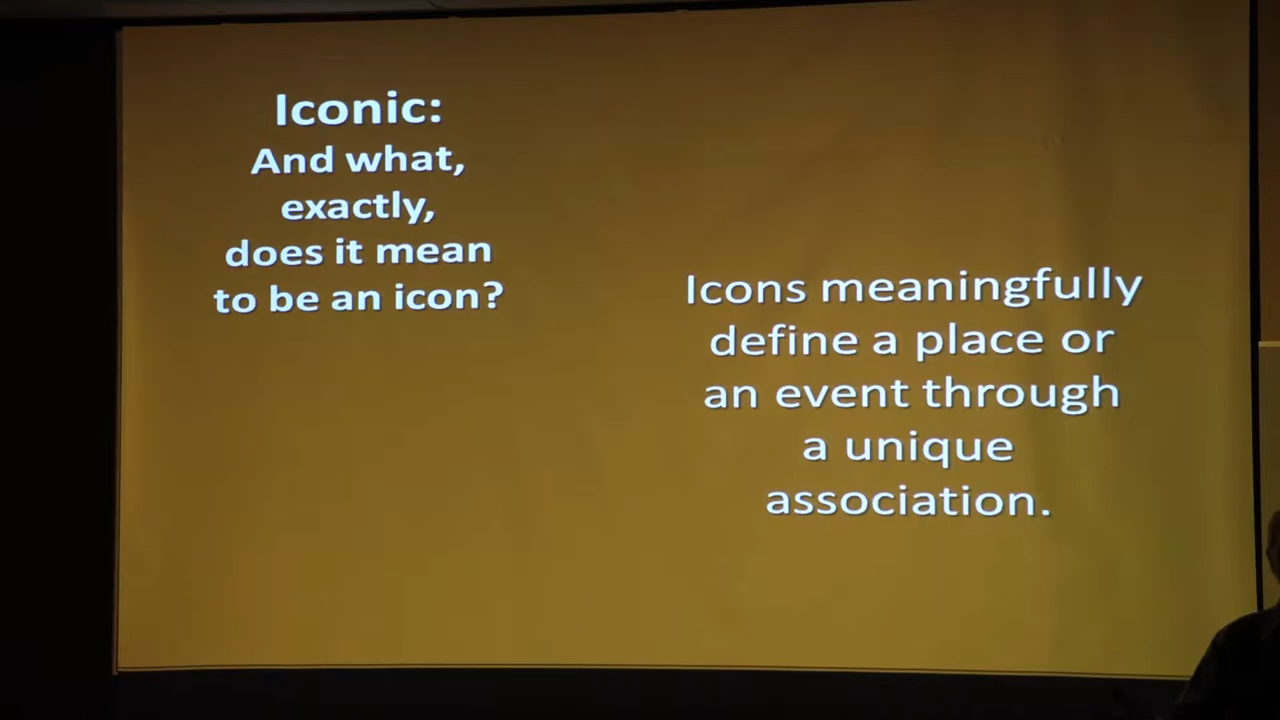 Iconic:
And what,
exactly,
does it mean
to be an icon?
Icons meaningfully
define a place or
an event through
a unique
association.